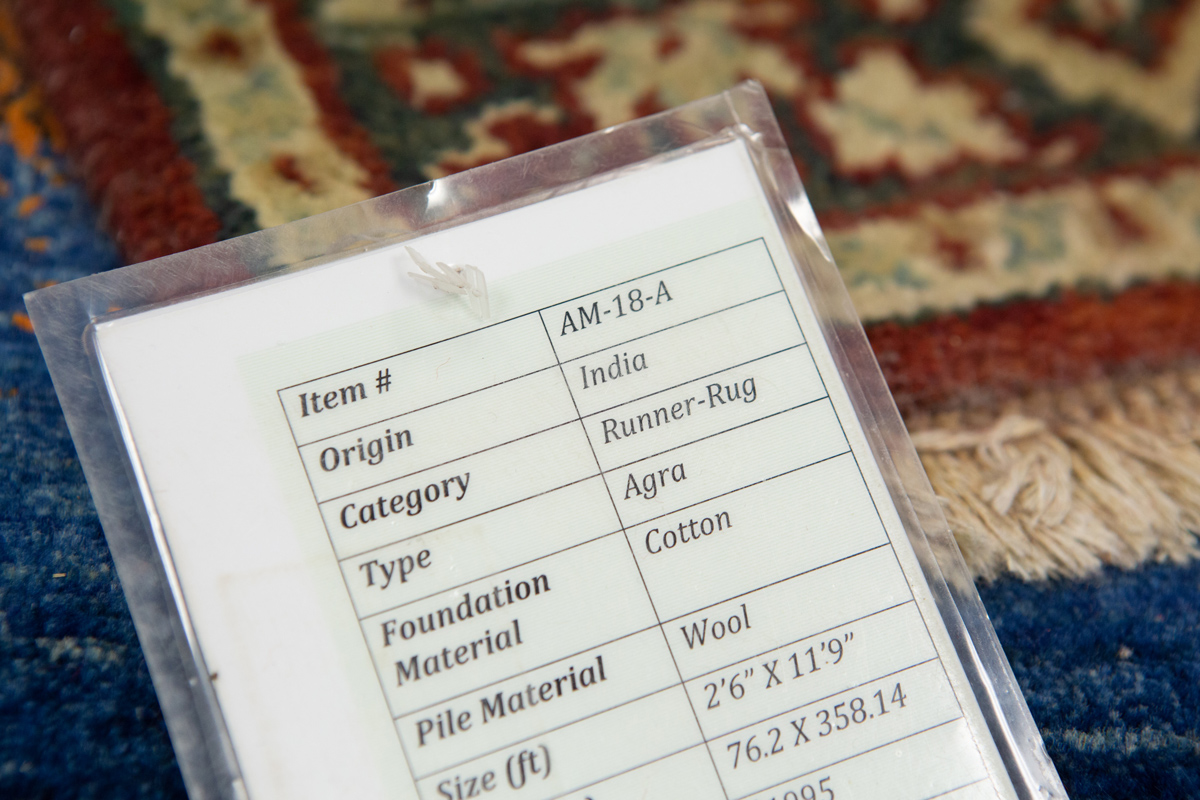 Item # AM-18-A
Origin India
Category Runner-Rug
Type Agra
Foundation Cotton
Material
Pile Material Wool
Size (ft) 2’6” X 11’9”
76.2 X 358.14